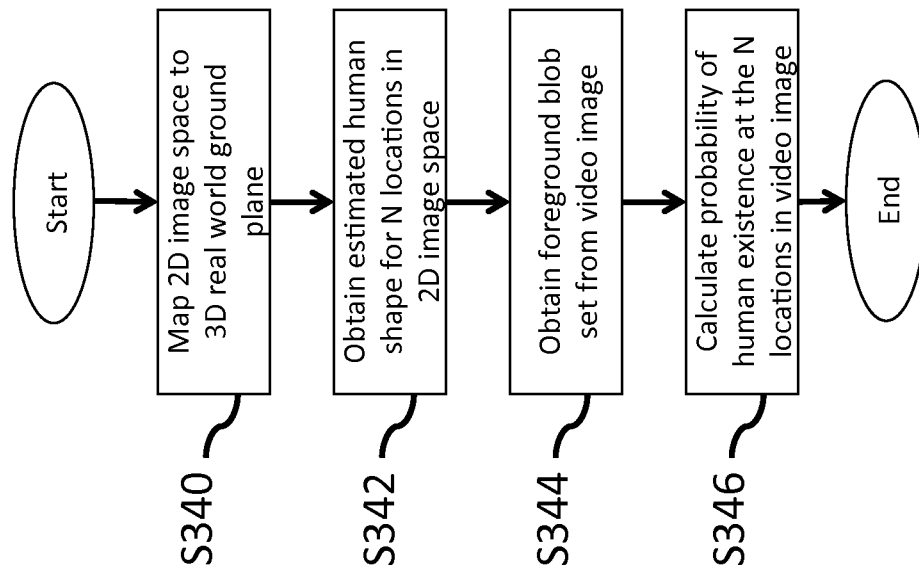 Start
S340
Map 2D image space to
3D real world ground
plane
S342
Obtain estimated human
shape for N locations in
2D image space
S344
Obtain foreground blob
set from video image
S346
Calculate probability of
human existence at the N
locations in video image
End